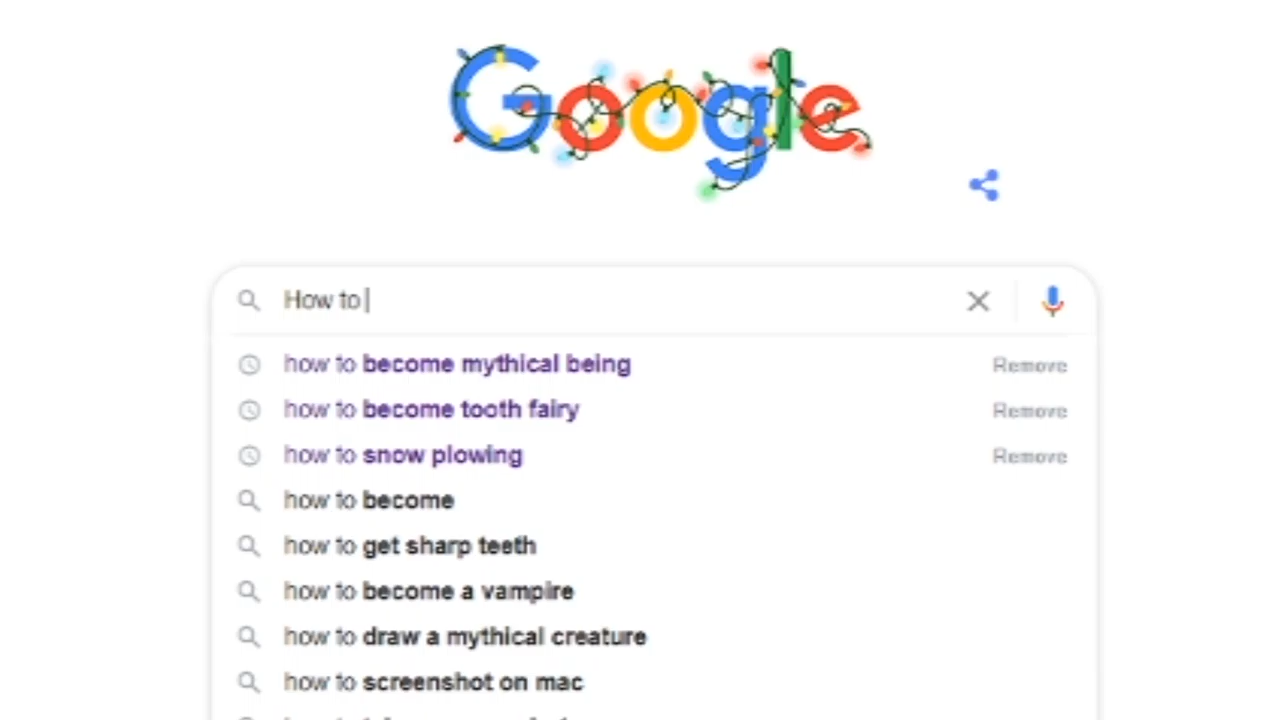 Google
How to
how to become mythical being Remove
how to become tooth fairy Remove
how to snow plowing Remove
how to become
how to get sharp teeth
how to become a vampire
how to draw a mythical creature
how to screenshot on mac